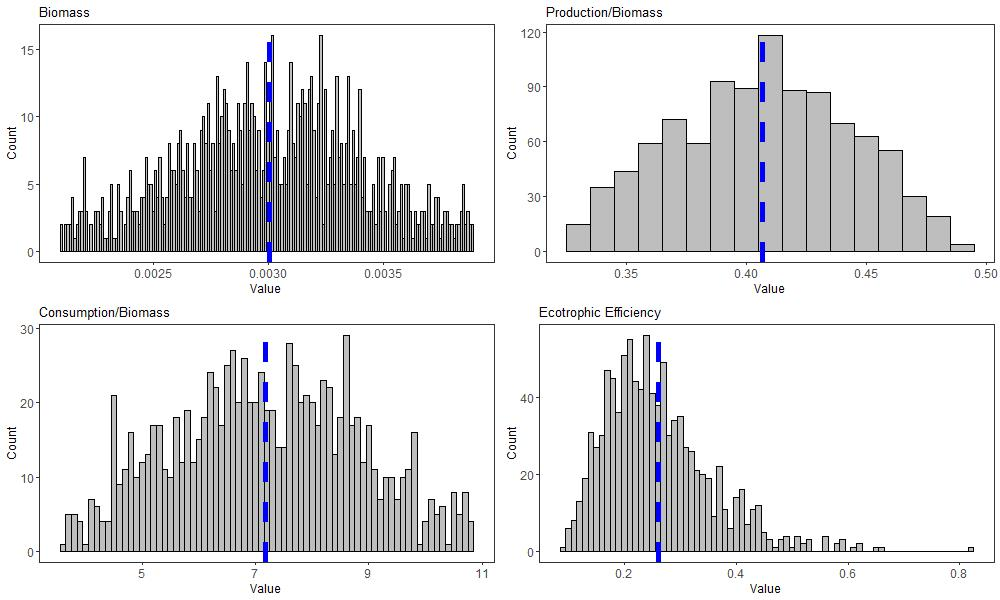 Biomass
Count
15
10
5
0
0.0025 0.0030 0.0035
Value
Production/Biomass
Count
120
90
60
30
0
0.35 0.40 0.45 0.50
Value
Consumption/Biomass
Count
30
20
10
0
5 7 9 11
Value
Ecotrophic Efficiency
Count
40
20
0
0.2 0.4 0.6 0.8
Value